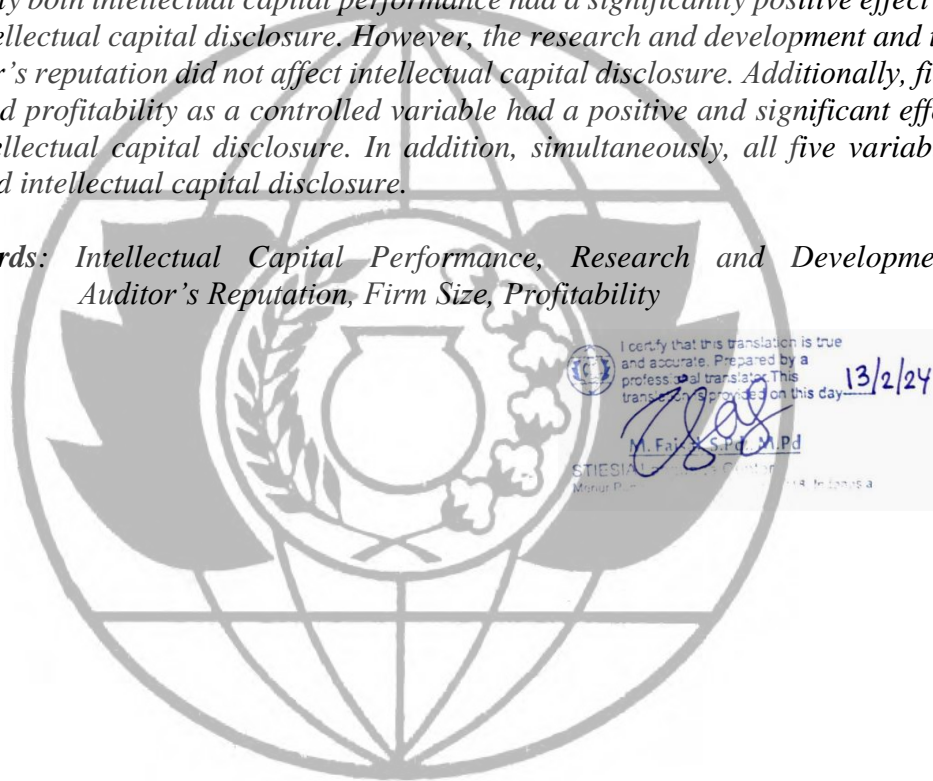 y both intellectual capital performance had a significantly positive effect
ellectual capital disclosure. However, the research and development and
r's reputation did not affect intellectual capital disclosure. Additionally, fi
d profitability as a controlled variable had a positive and significant eff
ellectual capital disclosure. In addition, simultaneously, all five variab
d intellectual capital disclosure.
rds: Intellectual Capital Performance, Research and Developme
Auditor's Reputation, Firm Size, Profitability
I certify that this translation is true
and accurate. Prepared by a
professional translator. This
translation is provided on this day 13/2/24
M. S.Pd, M.Pd
STIESIA Center
Menur